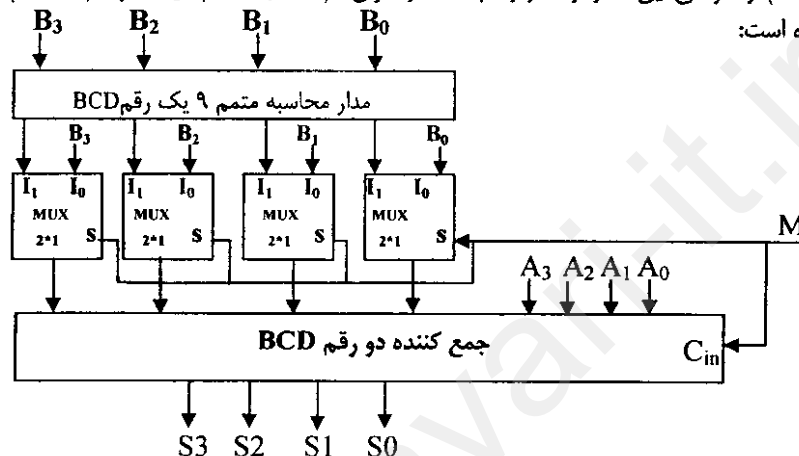 ه است:
B3 B2 B1 B0
مدار محاسبه متمم ۹ یک رقم BCD
B3 B2 B1 B0
I1 I0 I1 I0 I1 I0 I1 I0
MUX MUX MUX MUX
2*1 S 2*1 S 2*1 S 2*1 S
M
A3 A2 A1 A0
جمع کننده دو رقم BCD
Cin
S3 S2 S1 S0